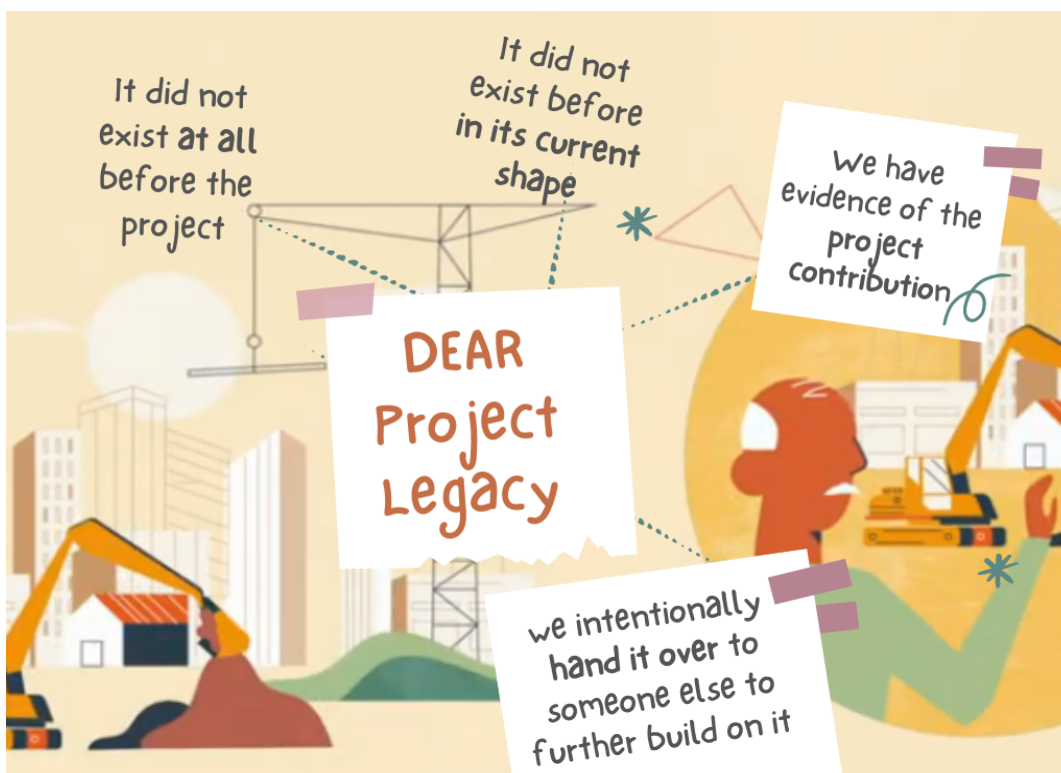 It did not
exist at all
before the
project
It did not
exist before
in its current
shape
We have
evidence of the
project
contribution
DEAR
Project
Legacy
we intentionally
hand it over to
someone else to
further build on it